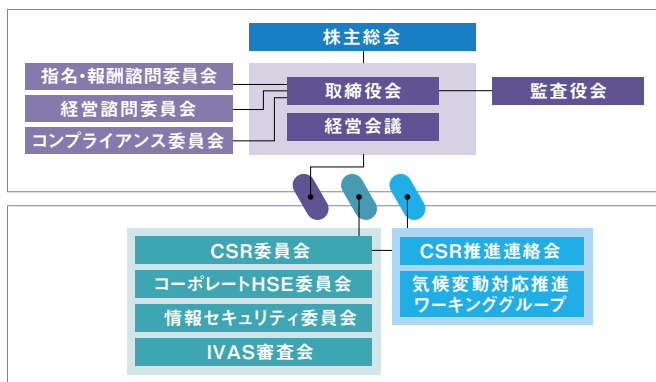 株主総会
指名・報酬諮問委員会
経営諮問委員会
コンプライアンス委員会
取締役会
経営会議
監査役会
CSR委員会
コーポレートHSE委員会
情報セキュリティ委員会
IVAS審査会
CSR推進連絡会
気候変動対応推進
ワーキンググループ